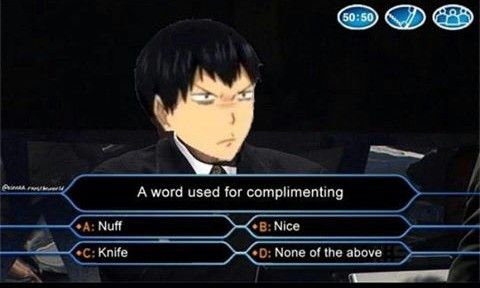 50:50
A word used for complimenting
A: Nuff
B: Nice
C: Knife
D: None of the above